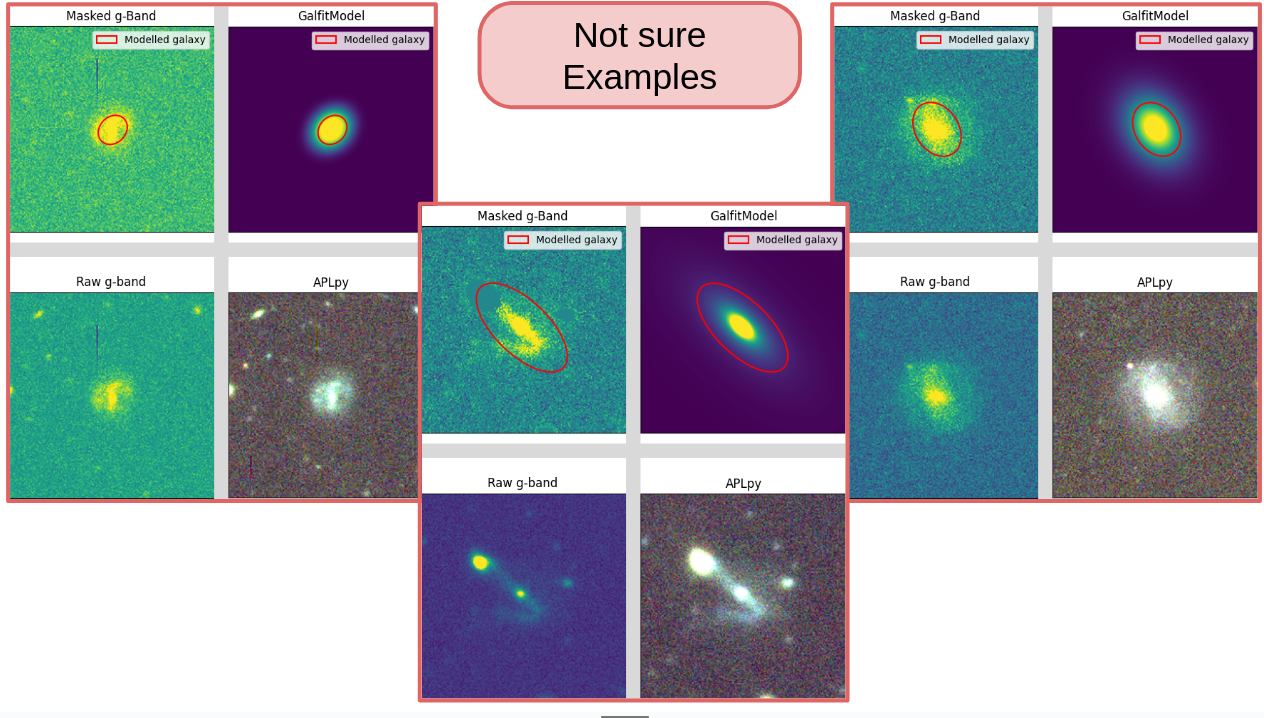 Masked g-Band
GalfitModel
Modelled galaxy
Modelled galaxy
Raw g-band
APLpy
Not sure
Examples
Masked g-Band
GalfitModel
Modelled galaxy
Modelled galaxy
Raw g-band
APLpy
Masked g-Band
GalfitModel
Modelled galaxy
Modelled galaxy
Raw g-band
APLpy